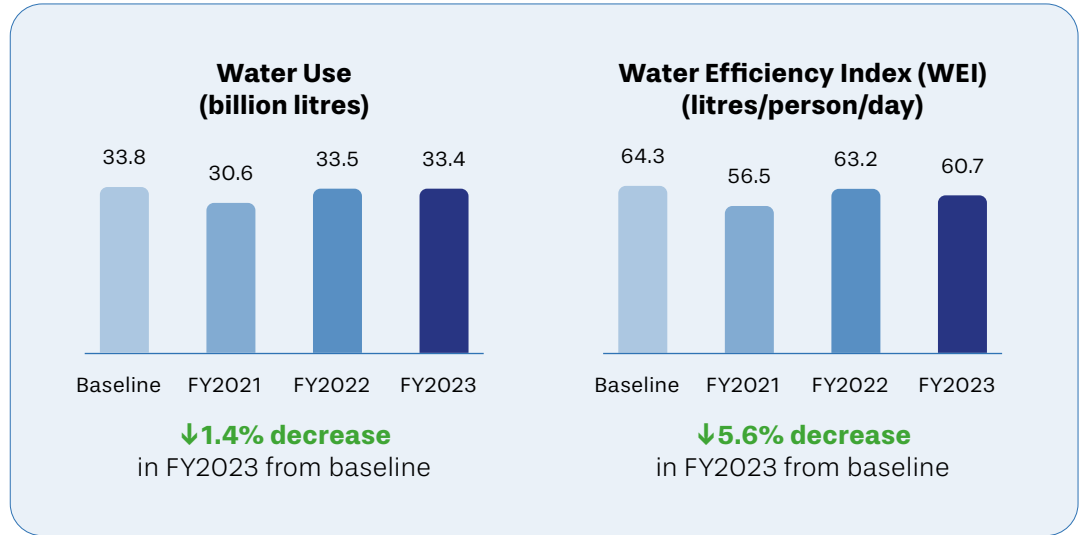 Water Use
(billion litres)
33.8
30.6
33.5
33.4
Baseline
FY2021
FY2022
FY2023
↓1.4% decrease
in FY2023 from baseline
Water Efficiency Index (WEI)
(litres/person/day)
64.3
56.5
63.2
60.7
Baseline
FY2021
FY2022
FY2023
↓5.6% decrease
in FY2023 from baseline